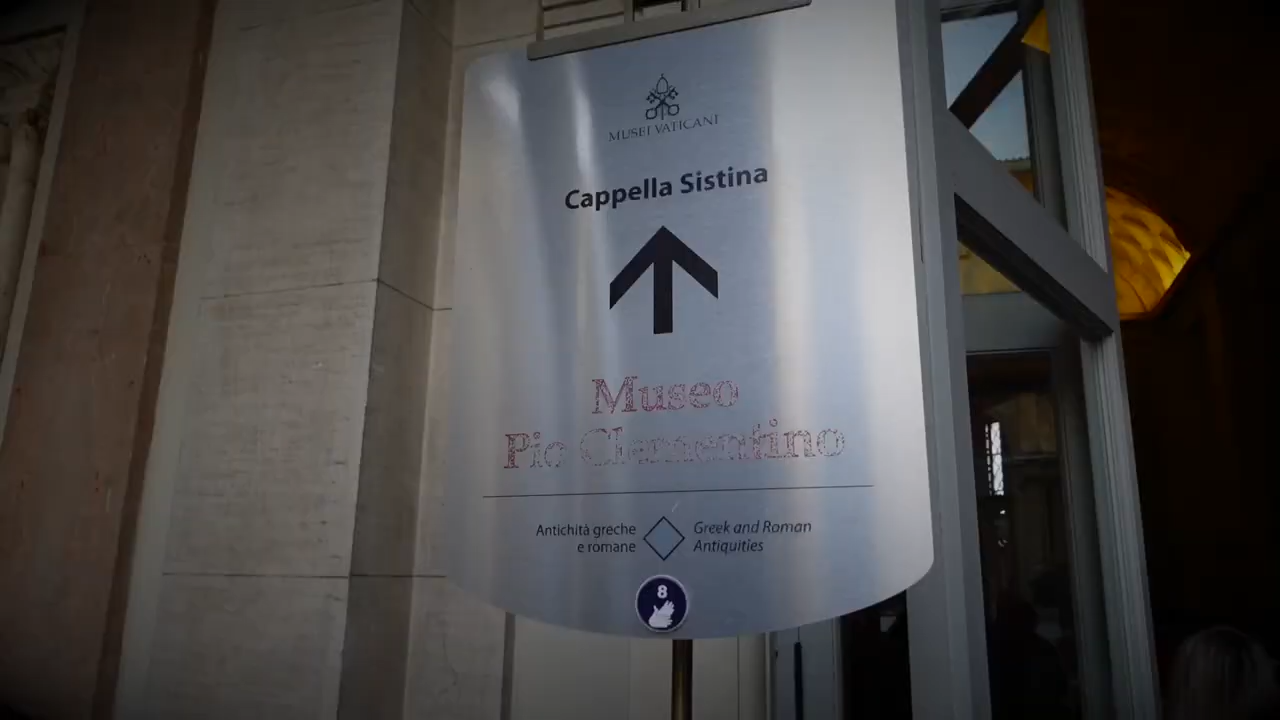 MUSEI VATICANI
Cappella Sistina
Museo
Pio Clementino
Antichità greche
e romane
Greek and Roman
Antiquities
8